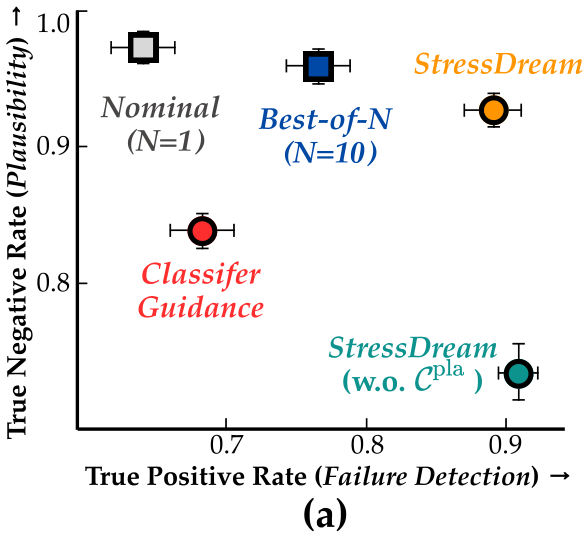 True Negative Rate (Plausibility) →
1.0
0.9
0.8
Nominal
(N=1)
Best-of-N
(N=10)
StressDream
Classifer
Guidance
StressDream
(w.o. 𝒞^pla )
0.7
0.8
0.9
True Positive Rate (Failure Detection) →
(a)